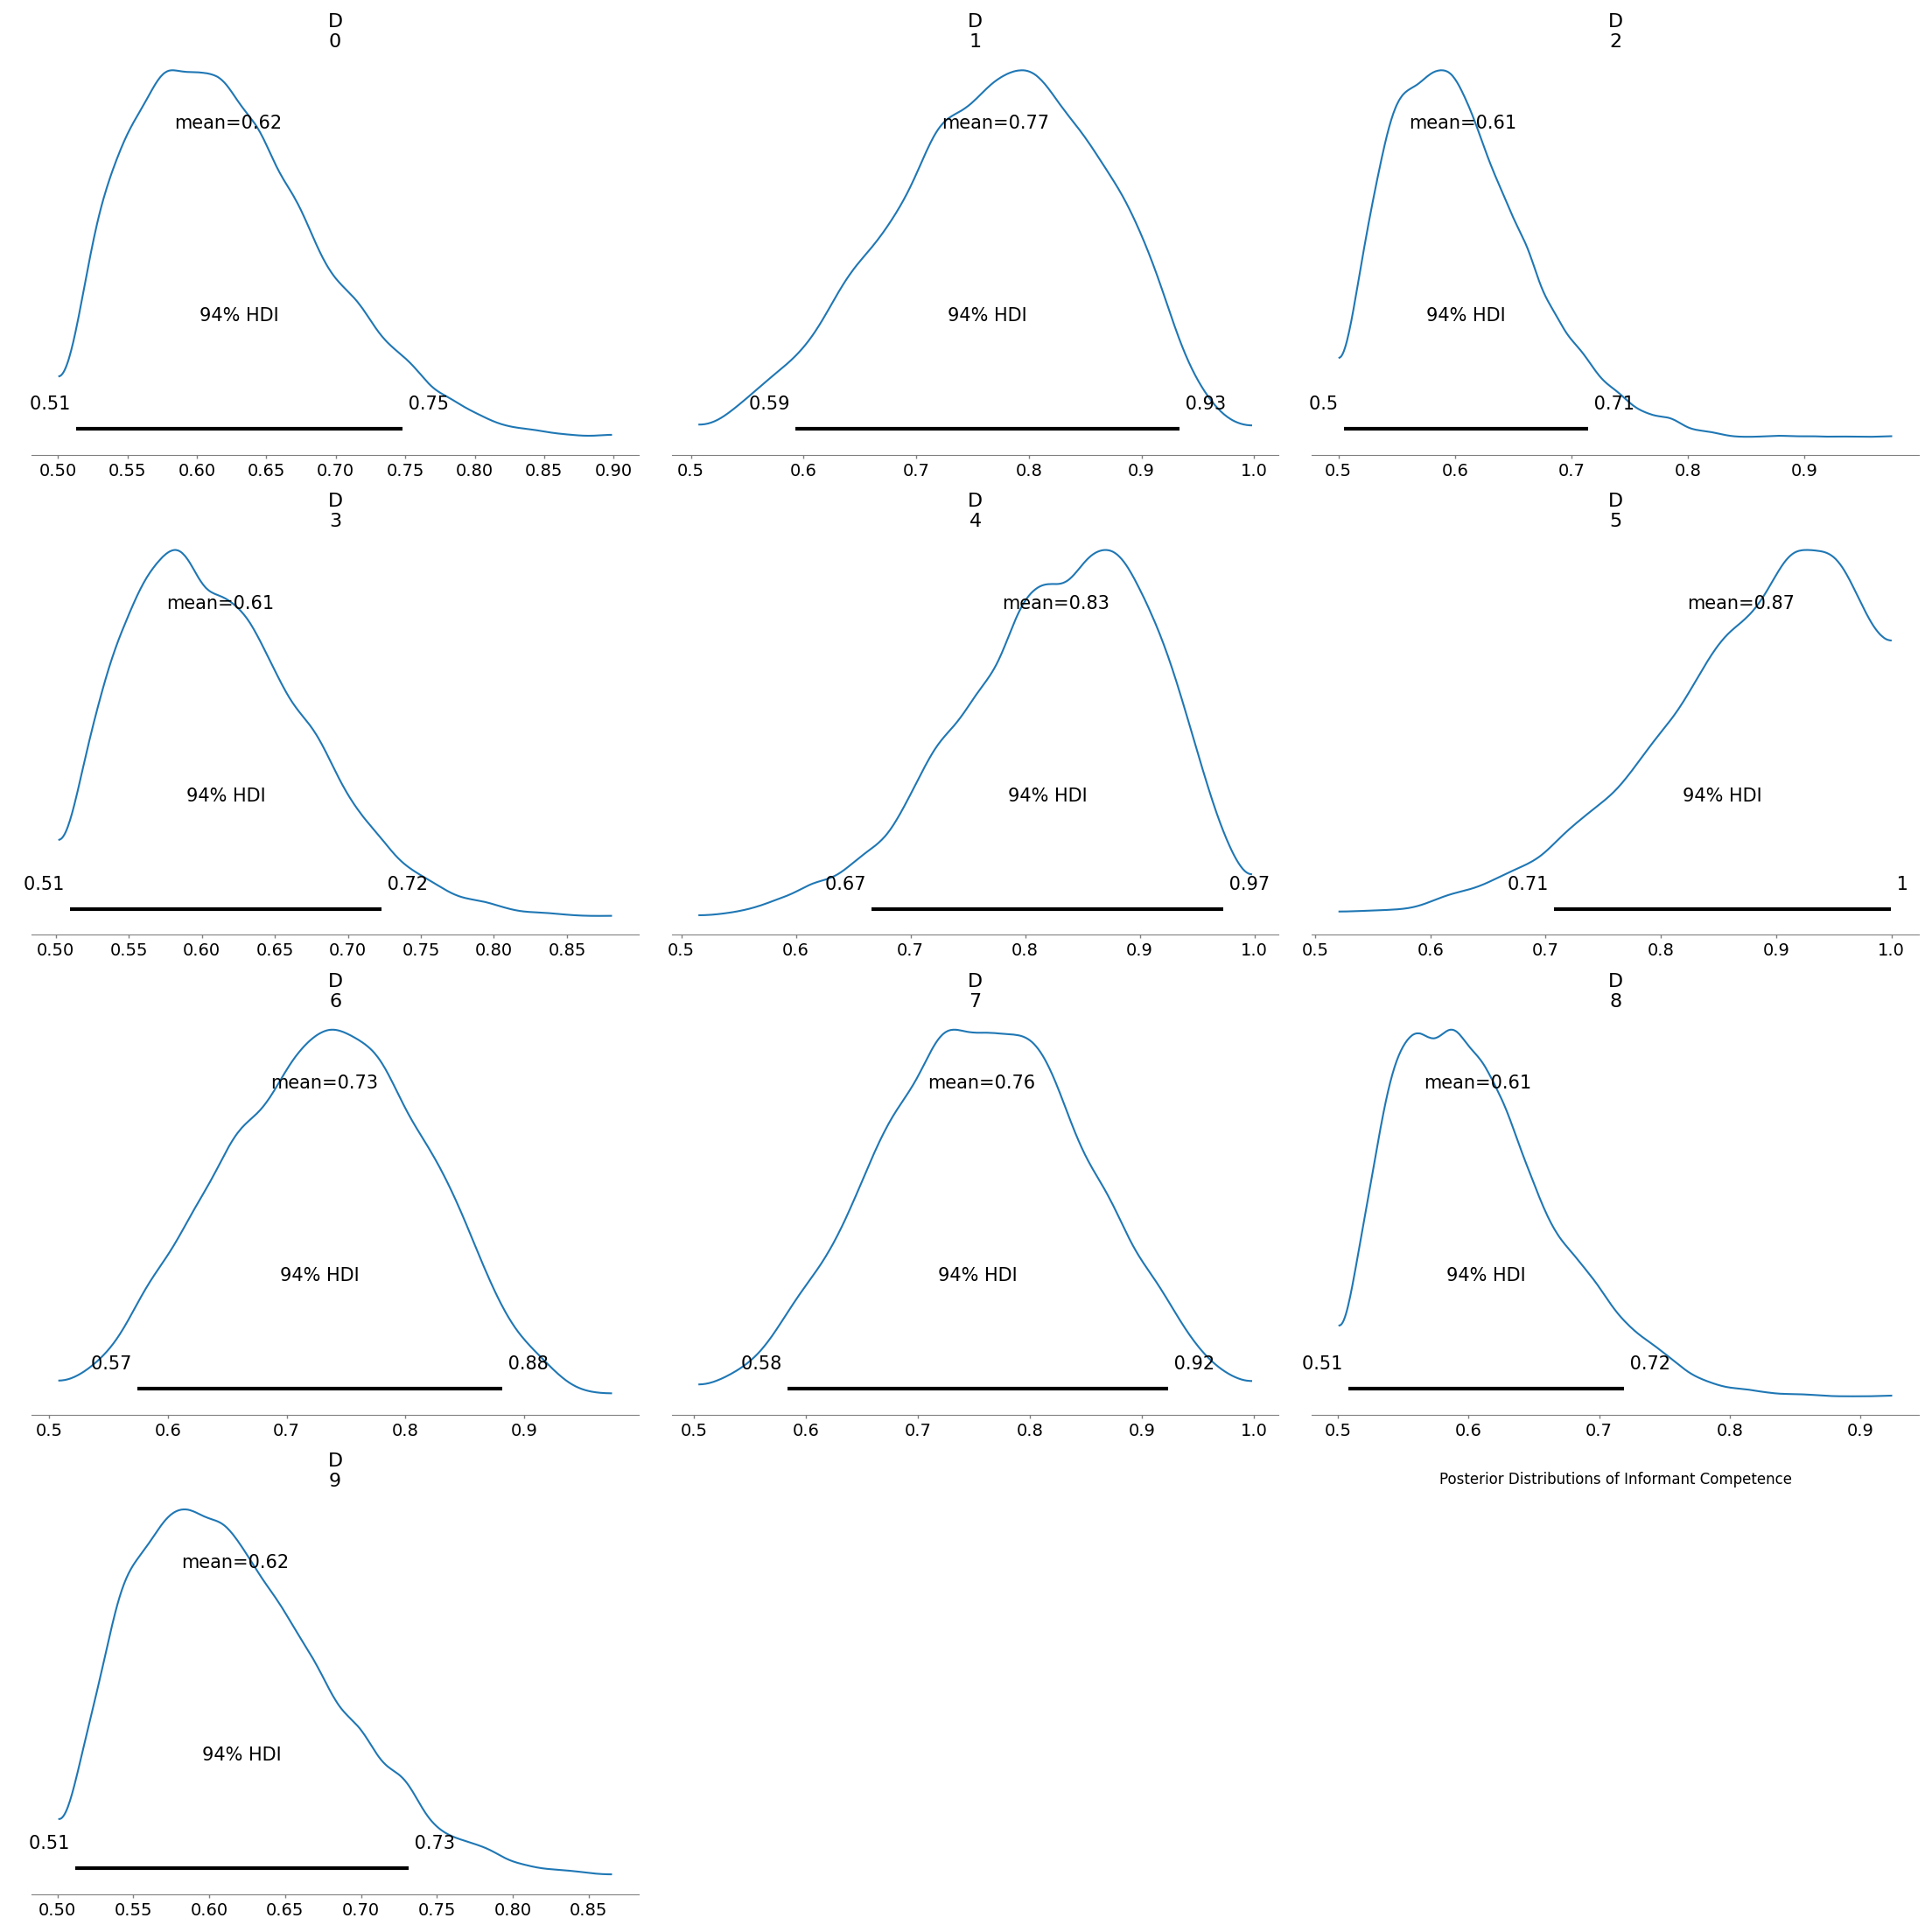 D
0
mean=0.62
94% HDI
0.51
0.75
0.50 0.55 0.60 0.65 0.70 0.75 0.80 0.85 0.90
D
1
mean=0.77
94% HDI
0.59
0.93
0.5 0.6 0.7 0.8 0.9 1.0
D
2
mean=0.61
94% HDI
0.5
0.71
0.5 0.6 0.7 0.8 0.9
D
3
mean=0.61
94% HDI
0.51
0.72
0.50 0.55 0.60 0.65 0.70 0.75 0.80 0.85
D
4
mean=0.83
94% HDI
0.67
0.97
0.5 0.6 0.7 0.8 0.9 1.0
D
5
mean=0.87
94% HDI
0.71
1
0.5 0.6 0.7 0.8 0.9 1.0
D
6
mean=0.73
94% HDI
0.57
0.88
0.5 0.6 0.7 0.8 0.9
D
7
mean=0.76
94% HDI
0.58
0.92
0.5 0.6 0.7 0.8 0.9 1.0
D
8
mean=0.61
94% HDI
0.51
0.72
0.5 0.6 0.7 0.8 0.9
D
9
mean=0.62
94% HDI
0.51
0.73
0.50 0.55 0.60 0.65 0.70 0.75 0.80 0.85
Posterior Distributions of Informant Competence